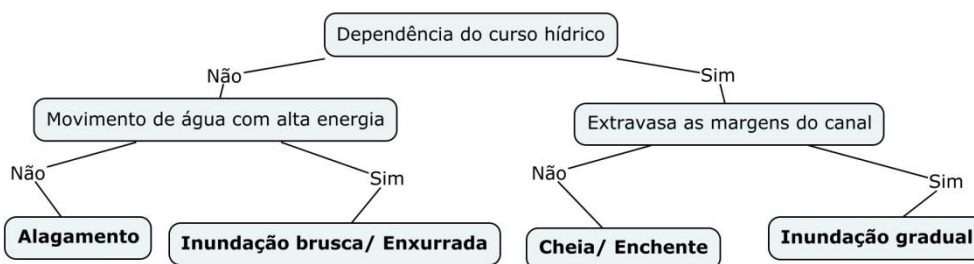 Dependência do curso hídrico
Não
Sim
Movimento de água com alta energia
Extravasa as margens do canal
Não
Sim
Não
Sim
Alagamento
Inundação brusca/ Enxurrada
Cheia/ Enchente
Inundação gradual